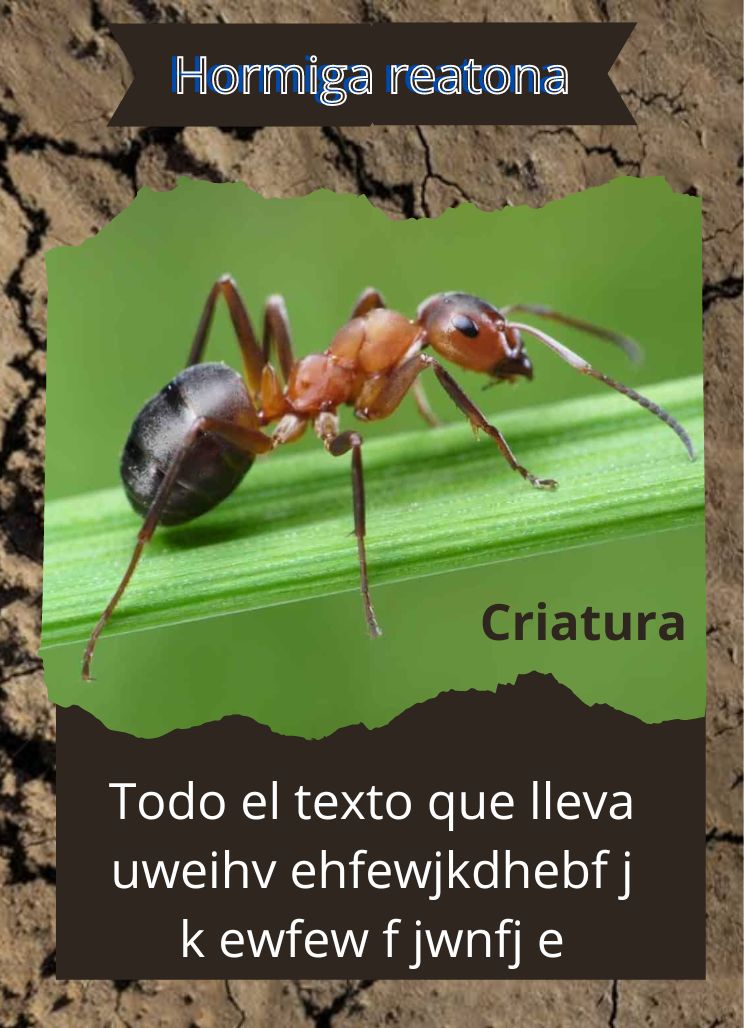 Hormiga reatona
Criatura
Todo el texto que lleva
uweihv ehfewjkdhebf j
k ewfew f jwnfj e